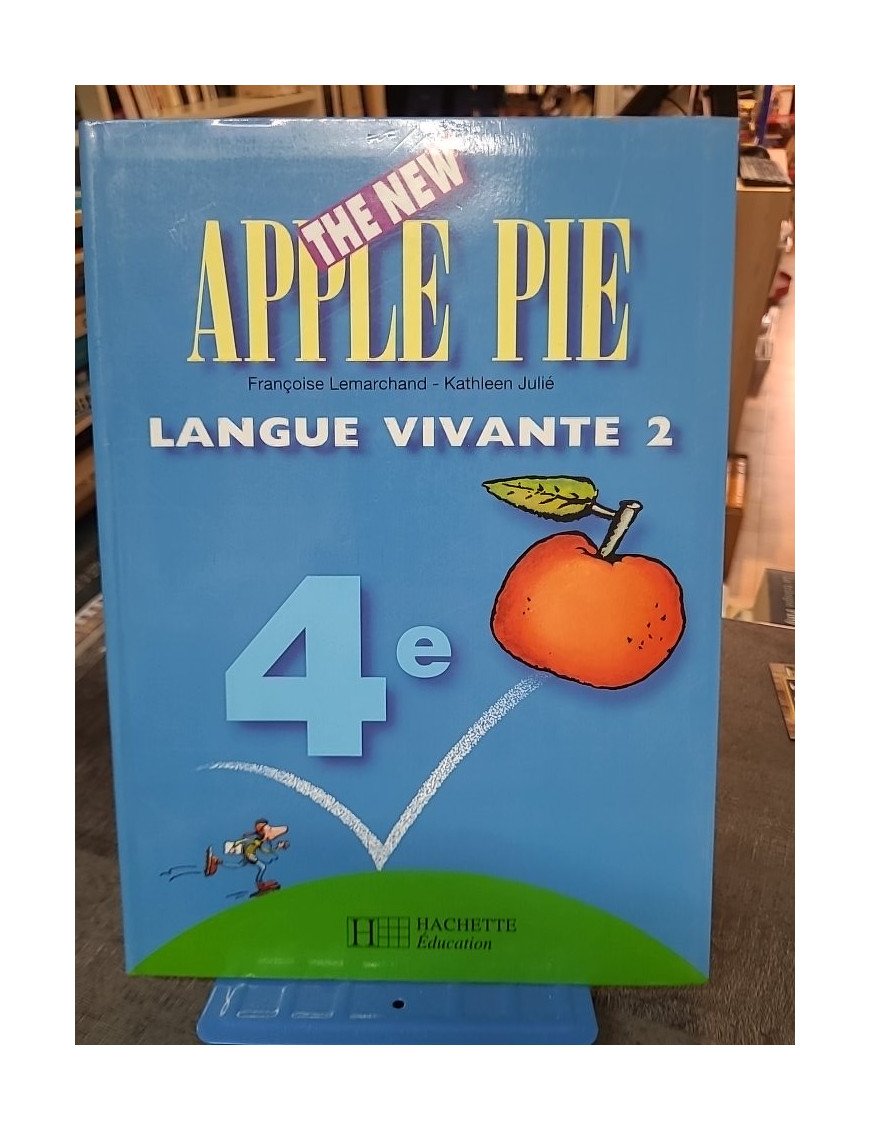 THE NEW
APPLE PIE
Françoise Lemarchand - Kathleen Julié
LANGUE VIVANTE 2
4e
H HACHETTE
Éducation